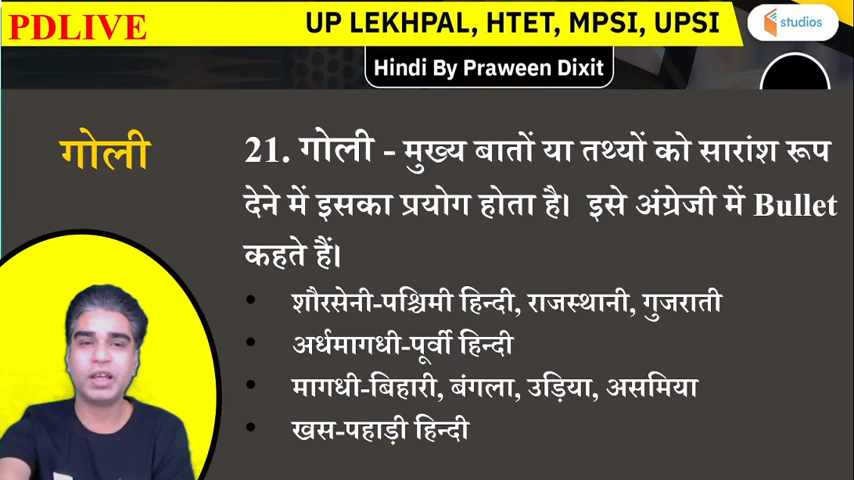 PDLIVE
UP LEKHPAL, HTET, MPSI, UPSI
studios
Hindi By Praween Dixit
गोली
21. गोली - मुख्य बातों या तथ्यों को सारांश रूप
देने में इसका प्रयोग होता है। इसे अंग्रेजी में Bullet
कहते हैं।
• शौरसेनी-पश्चिमी हिन्दी, राजस्थानी, गुजराती
• अर्धमागधी-पूर्वी हिन्दी
• मागधी-बिहारी, बंगला, उड़िया, असमिया
• खस-पहाड़ी हिन्दी